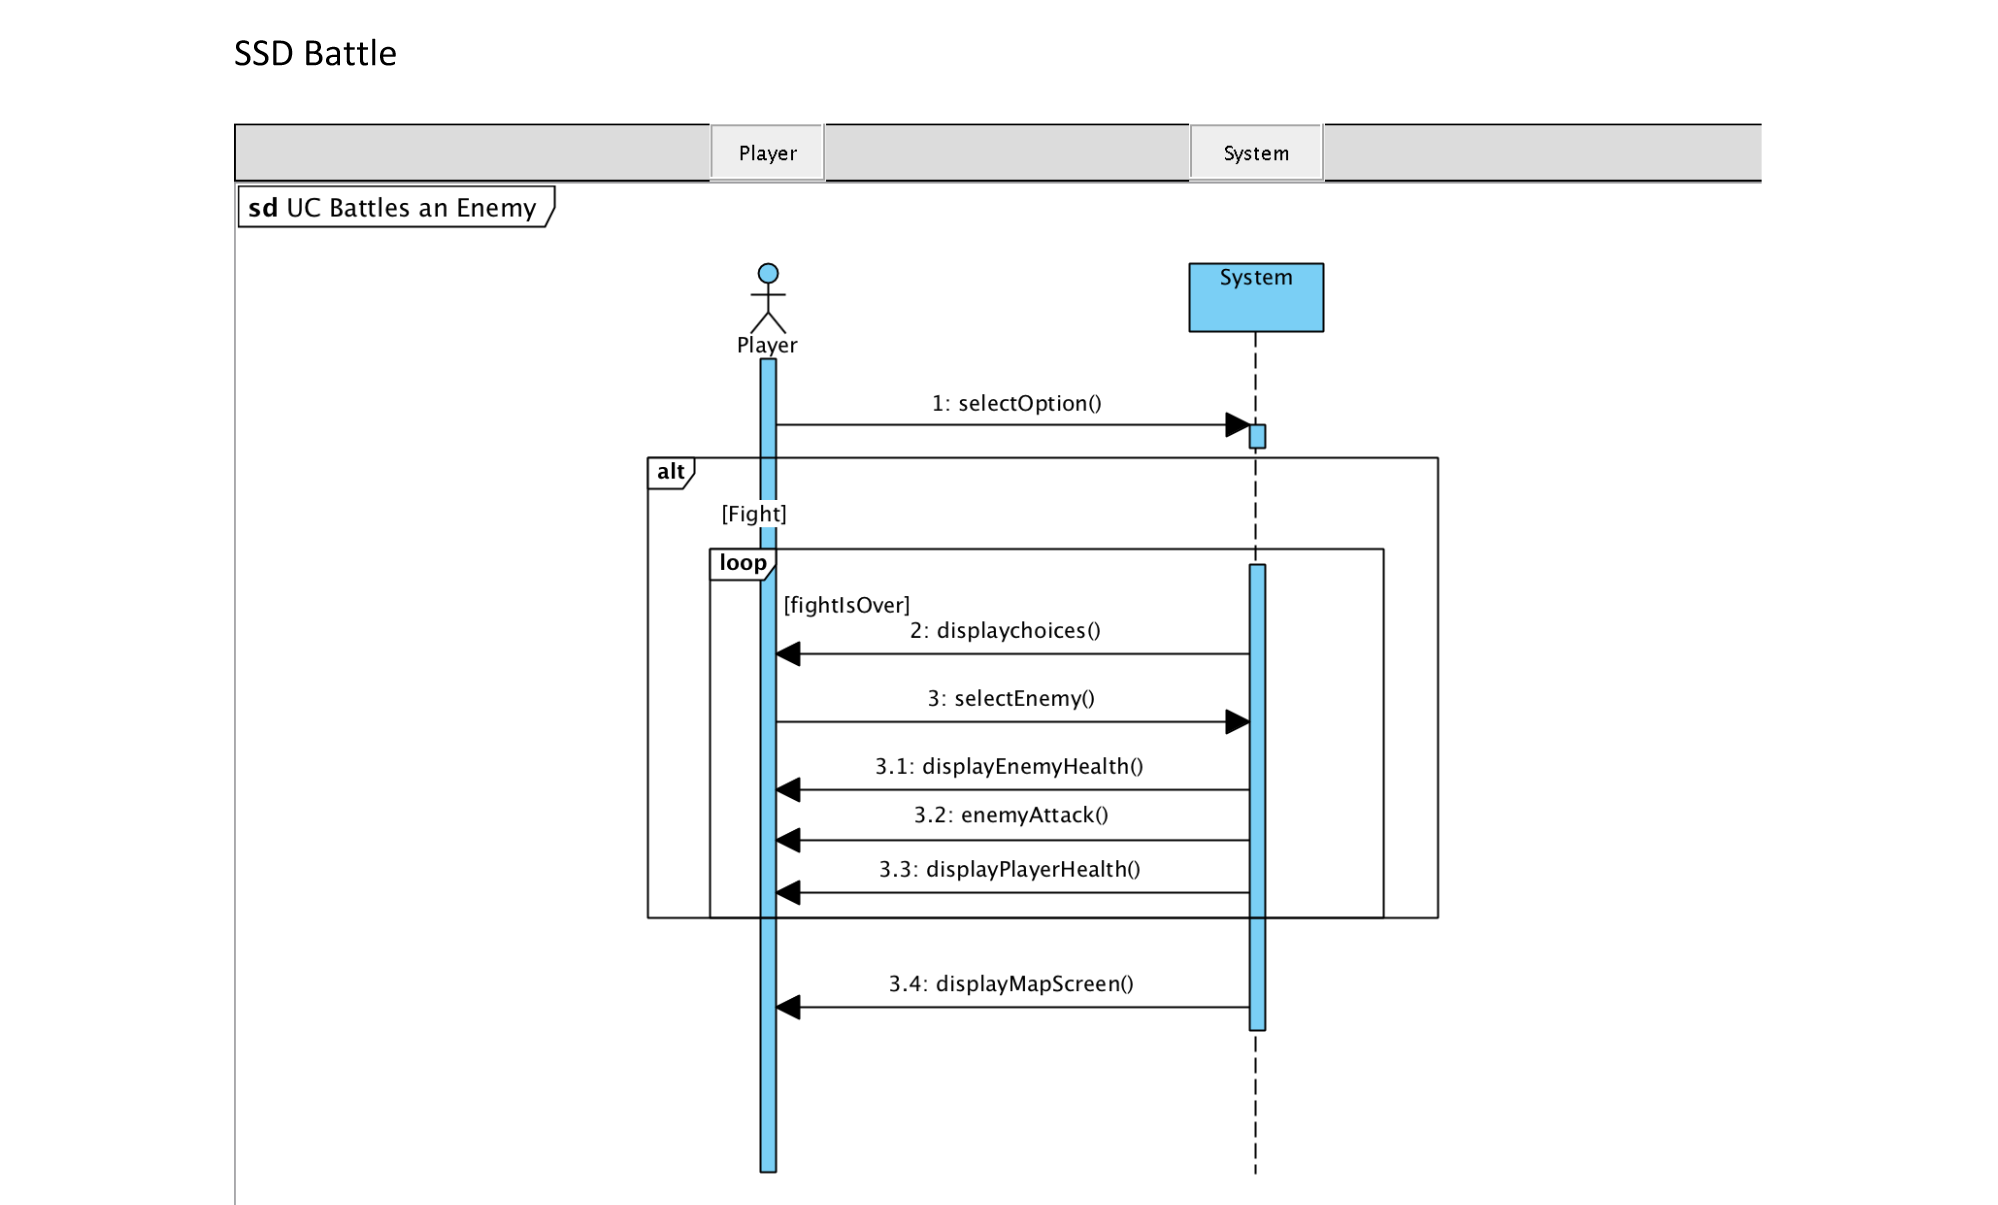 SSD Battle
Player
System
sd UC Battles an Enemy
System
Player
1: selectOption()
alt
[Fight]
loop
[fightIsOver]
2: displaychoices()
3: selectEnemy()
3.1: displayEnemyHealth()
3.2: enemyAttack()
3.3: displayPlayerHealth()
3.4: displayMapScreen()